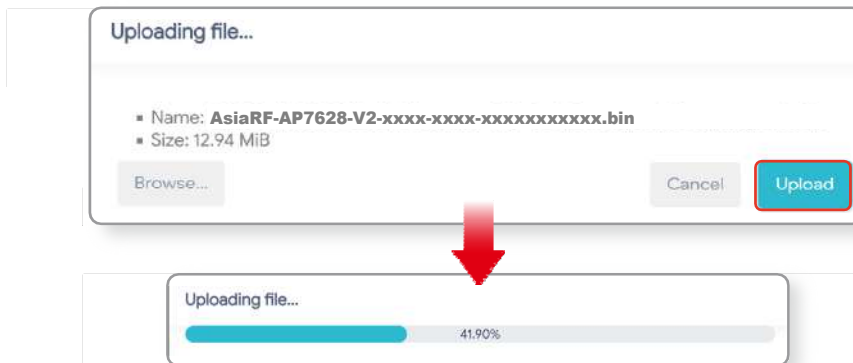 Uploading file...
Name: AsiaRF-AP7628-V2-xxxx-xxxx-xxxxxxxxxxx.bin
Size: 12.94 MiB
Browse...
Cancel
Upload
Uploading file...
41.90%